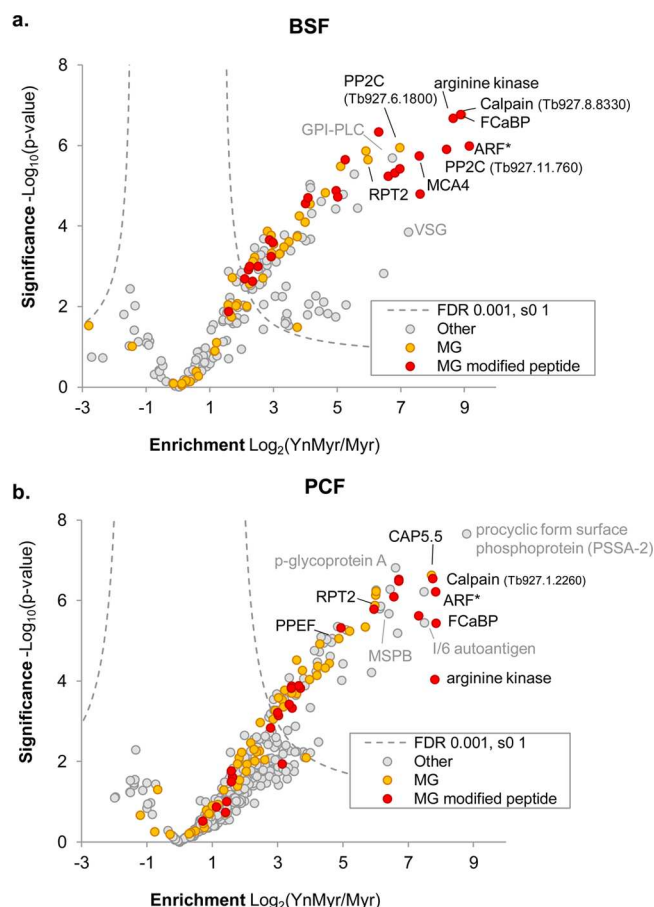 a.
BSF
Significance -Log10(p-value)
8
6
4
2
0
-3 -1 1 3 5 7 9
Enrichment Log2(YnMyr/Myr)
PP2C
(Tb927.6.1800)
arginine kinase
Calpain (Tb927.8.8330)
FCaBP
GPI-PLC
ARF*
PP2C (Tb927.11.760)
MCA4
RPT2
VSG
FDR 0.001, s0 1
Other
MG
MG modified peptide
b.
PCF
Significance -Log10(p-value)
8
6
4
2
0
-3 -1 1 3 5 7 9
Enrichment Log2(YnMyr/Myr)
CAP5.5
procyclic form surface
phosphoprotein (PSSA-2)
p-glycoprotein A
Calpain (Tb927.1.2260)
RPT2
ARF*
PPEF
FCaBP
MSPB
I/6 autoantigen
arginine kinase
FDR 0.001, s0 1
Other
MG
MG modified peptide